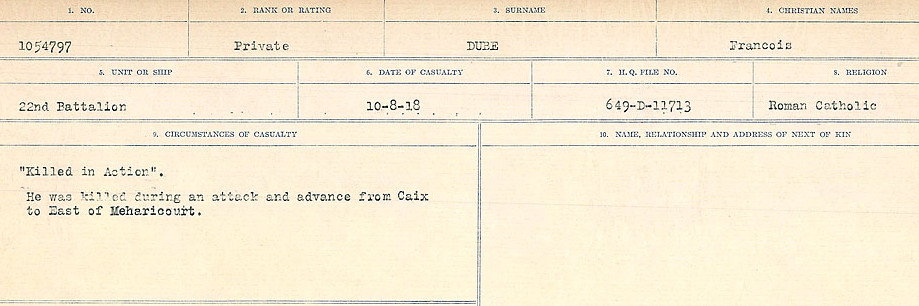 1. NO.
2. RANK OR RATING
3. SURNAME
4. CHRISTIAN NAMES
1054797
Private
DUBE
Francois
5. UNIT OR SHIP
6. DATE OF CASUALTY
7. H.Q. FILE NO.
8. RELIGION
22nd Battalion
10-8-18
649-D-11713
Roman Catholic
9. CIRCUMSTANCES OF CASUALTY
10. NAME, RELATIONSHIP AND ADDRESS OF NEXT OF KIN
"Killed in Action".
He was killed during an attack and advance from Caix
to East of Meharicourt.